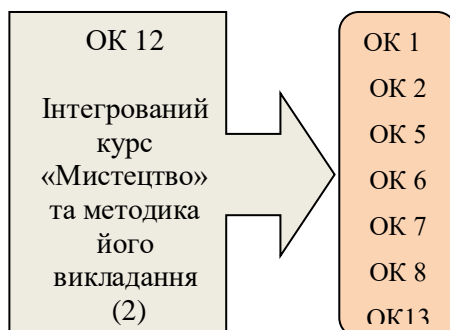 ОК 12
Інтегрований
курс
«Мистецтво»
та методика
його
викладання
(2)
ОК 1
ОК 2
ОК 5
ОК 6
ОК 7
ОК 8
ОК13